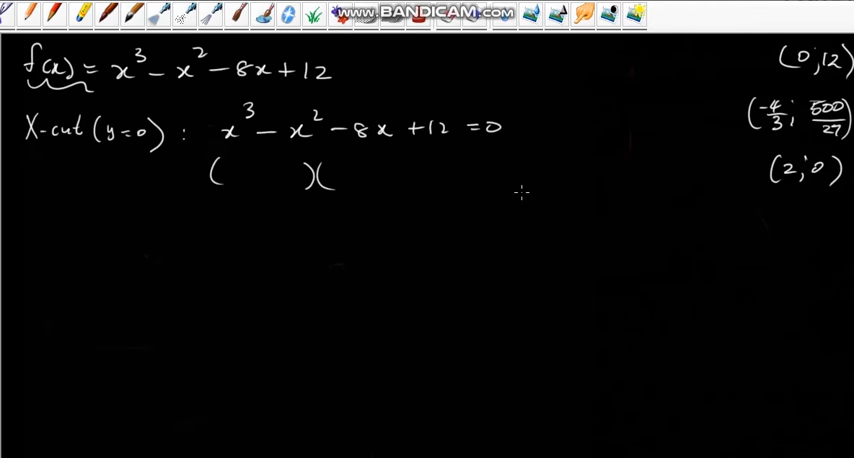 www.BANDICAM.com
f(x) = x³ - x² - 8x + 12
(0;12)
X-cut (y=0) : x³ - x² - 8x + 12 = 0
(-4/3; 500/27)
( )(
(2;0)